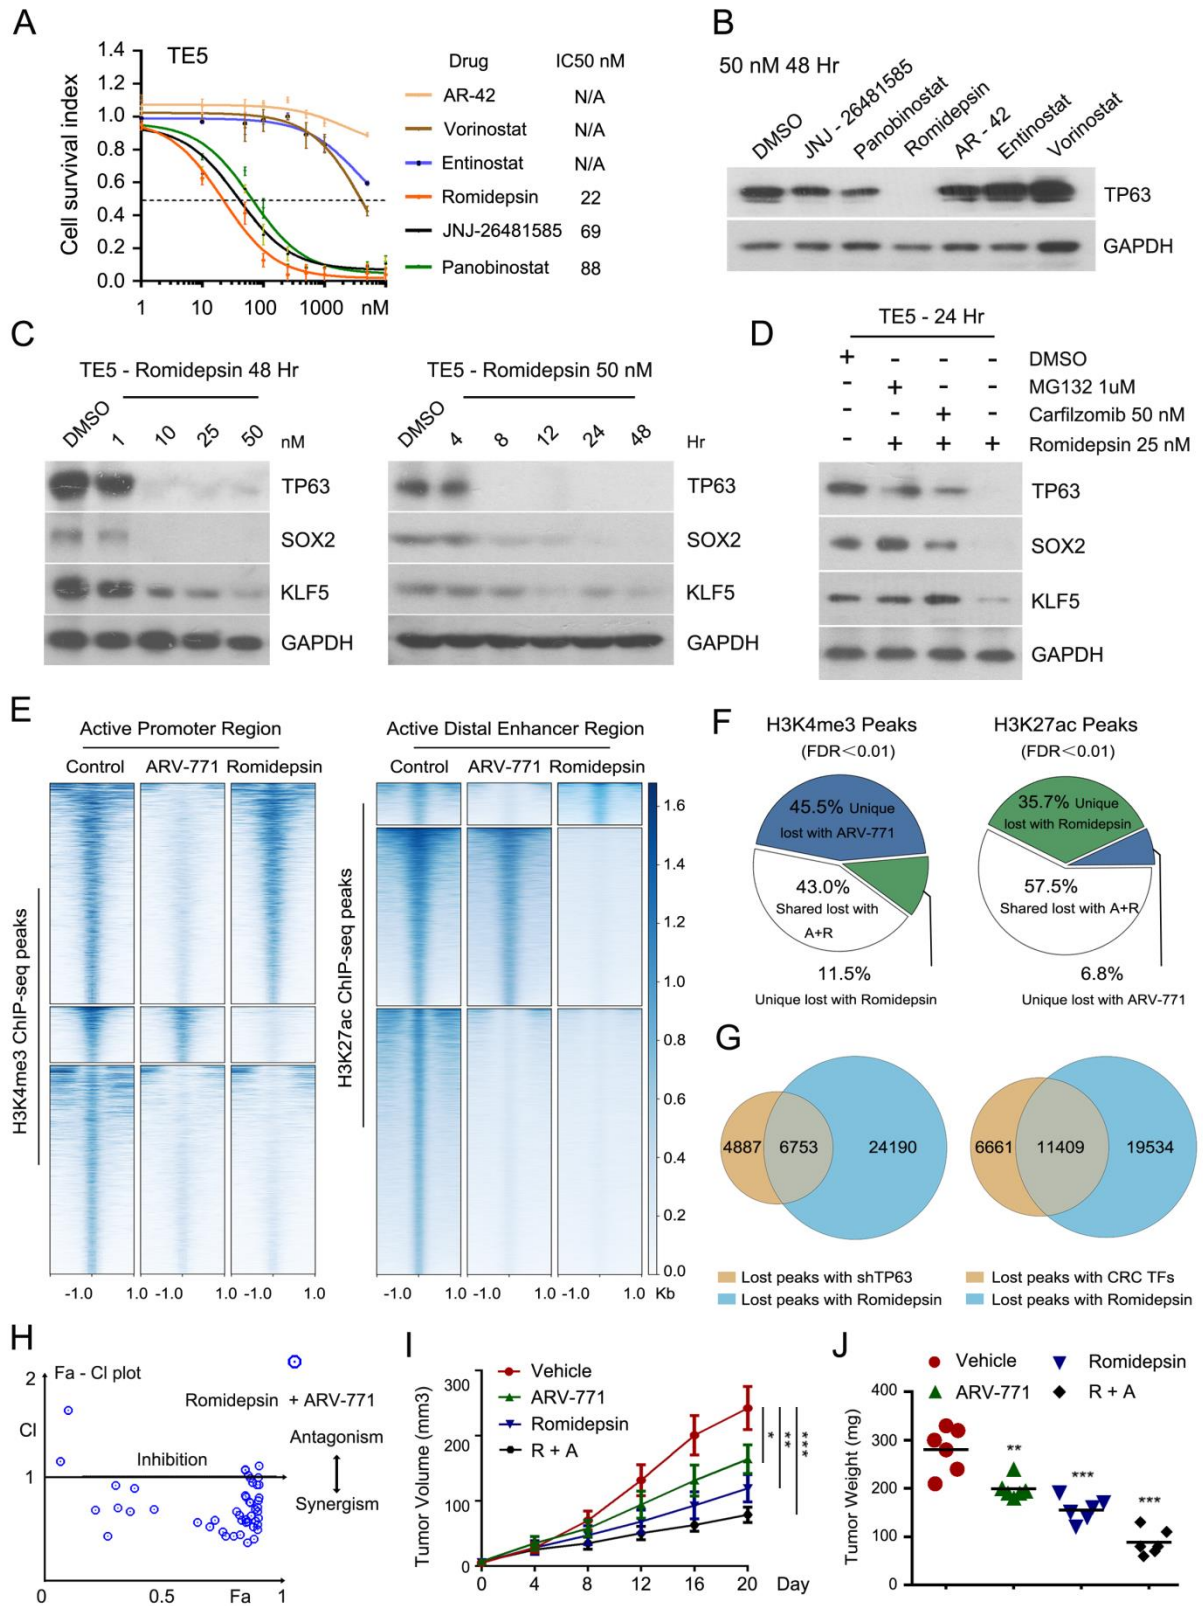 A
TE5
Drug IC50 nM
AR-42 N/A
Vorinostat N/A
Entinostat N/A
Romidepsin 22
JNJ-26481585 69
Panobinostat 88
Cell survival index
1.4
1.2
1.0
0.8
0.6
0.4
0.2
0.0
1 10 100 1000 nM
B
50 nM 48 Hr
DMSO
JNJ - 26481585
Panobinostat
Romidepsin
AR - 42
Entinostat
Vorinostat
TP63
GAPDH
C
TE5 - Romidepsin 48 Hr
DMSO 1 10 25 50 nM
TP63
SOX2
KLF5
GAPDH
TE5 - Romidepsin 50 nM
DMSO 4 8 12 24 48 Hr
TP63
SOX2
KLF5
GAPDH
D
TE5 - 24 Hr
+ - - - DMSO
- + - - MG132 1uM
- - + - Carfilzomib 50 nM
- + + + Romidepsin 25 nM
TP63
SOX2
KLF5
GAPDH
E
Active Promoter Region
Control ARV-771 Romidepsin
H3K4me3 ChIP-seq peaks
-1.0 1.0 -1.0 1.0 -1.0 1.0
Active Distal Enhancer Region
Control ARV-771 Romidepsin
H3K27ac ChIP-seq peaks
-1.0 1.0 -1.0 1.0 -1.0 1.0 Kb
1.6
1.4
1.2
1.0
0.8
0.6
0.4
0.2
0.0
F
H3K4me3 Peaks
(FDR<0.01)
45.5% Unique
lost with ARV-771
43.0%
Shared lost with
A+R
11.5%
Unique lost with Romidepsin
H3K27ac Peaks
(FDR<0.01)
35.7% Unique
lost with Romidepsin
57.5%
Shared lost with A+R
6.8%
Unique lost with ARV-771
G
4887 6753 24190
Lost peaks with shTP63
Lost peaks with Romidepsin
6661 11409 19534
Lost peaks with CRC TFs
Lost peaks with Romidepsin
H
Fa - CI plot
Romidepsin + ARV-771
Inhibition
Antagonism
Synergism
2
CI
1
0 0.5 Fa 1
I
Vehicle
ARV-771
Romidepsin
R + A
Tumor Volume (mm3)
300
200
100
0
0 4 8 12 16 20 Day
* ** ***
J
Vehicle Romidepsin
ARV-771 R + A
Tumor Weight (mg)
400
300
200
100
0
** *** ***